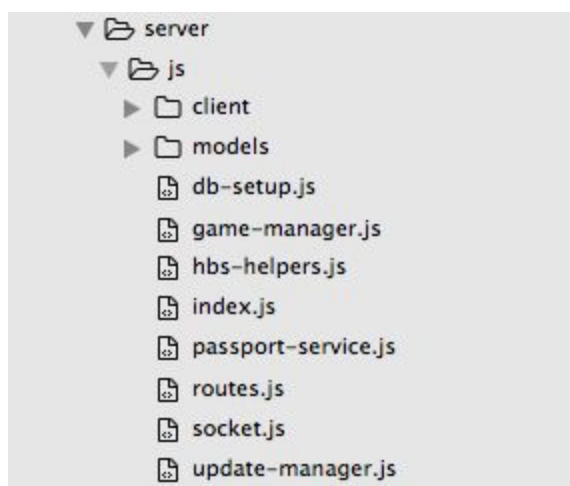 server
js
client
models
db-setup.js
game-manager.js
hbs-helpers.js
index.js
passport-service.js
routes.js
socket.js
update-manager.js